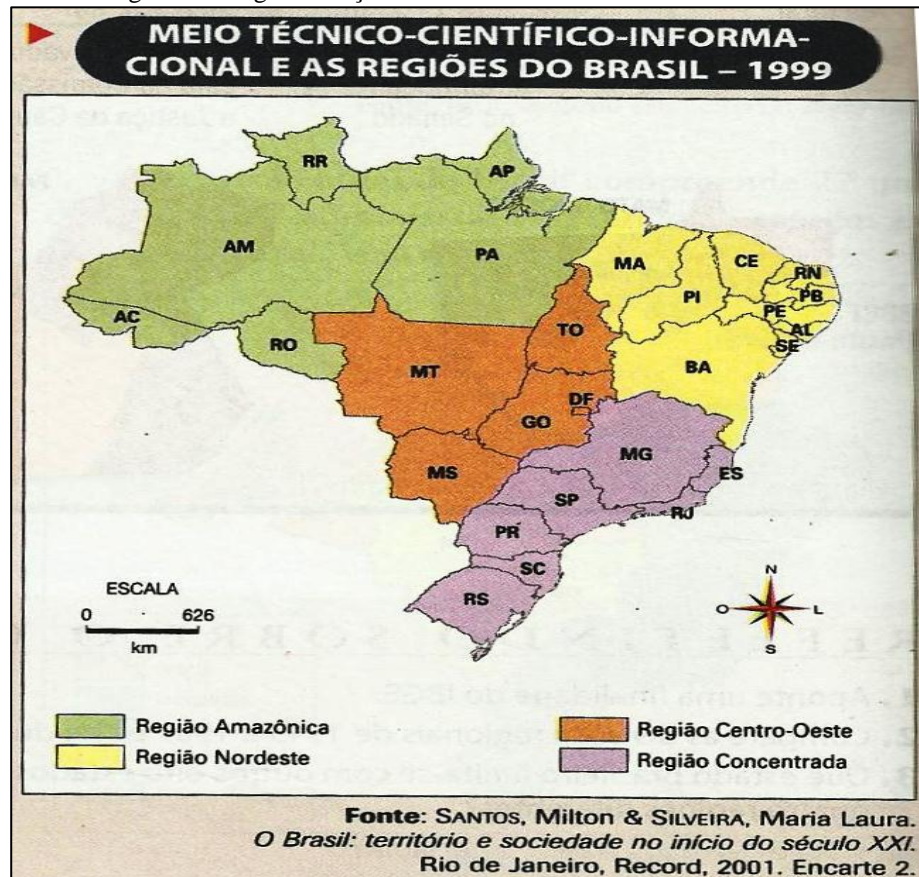 MEIO TÉCNICO-CIENTÍFICO-INFORMA-
CIONAL E AS REGIÕES DO BRASIL – 1999
RR
AP
AM
PA
MA
CE
RN
PB
PI
PE
AL
SE
AC
RO
TO
BA
MT
DF
GO
MG
ES
MS
SP
RJ
PR
SC
RS
ESCALA
0 626
km
N
O L
S
Região Amazônica
Região Nordeste
Região Centro-Oeste
Região Concentrada
Fonte: SANTOS, Milton & SILVEIRA, Maria Laura.
O Brasil: território e sociedade no início do século XXI.
Rio de Janeiro, Record, 2001. Encarte 2.